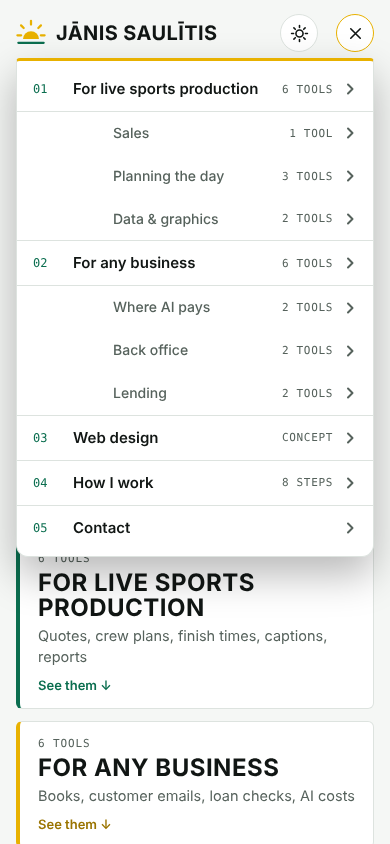 JĀNIS SAULĪTIS
01 For live sports production 6 TOOLS
Sales 1 TOOL
Planning the day 3 TOOLS
Data & graphics 2 TOOLS
02 For any business 6 TOOLS
Where AI pays 2 TOOLS
Back office 2 TOOLS
Lending 2 TOOLS
03 Web design CONCEPT
04 How I work 8 STEPS
05 Contact
6 TOOLS
FOR LIVE SPORTS
PRODUCTION
Quotes, crew plans, finish times, captions,
reports
See them ↓
6 TOOLS
FOR ANY BUSINESS
Books, customer emails, loan checks, AI costs
See them ↓